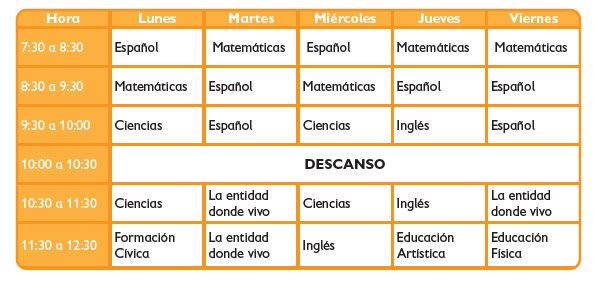 Hora Lunes Martes Miércoles Jueves Viernes
7:30 a 8:30 Español Matemáticas Español Matemáticas Matemáticas
8:30 a 9:30 Matemáticas Español Matemáticas Español Español
9:30 a 10:00 Ciencias Español Ciencias Inglés Español
10:00 a 10:30 DESCANSO
10:30 a 11:30 Ciencias La entidad donde vivo Ciencias Inglés La entidad donde vivo
11:30 a 12:30 Formación Cívica La entidad donde vivo Inglés Educación Artística Educación Física